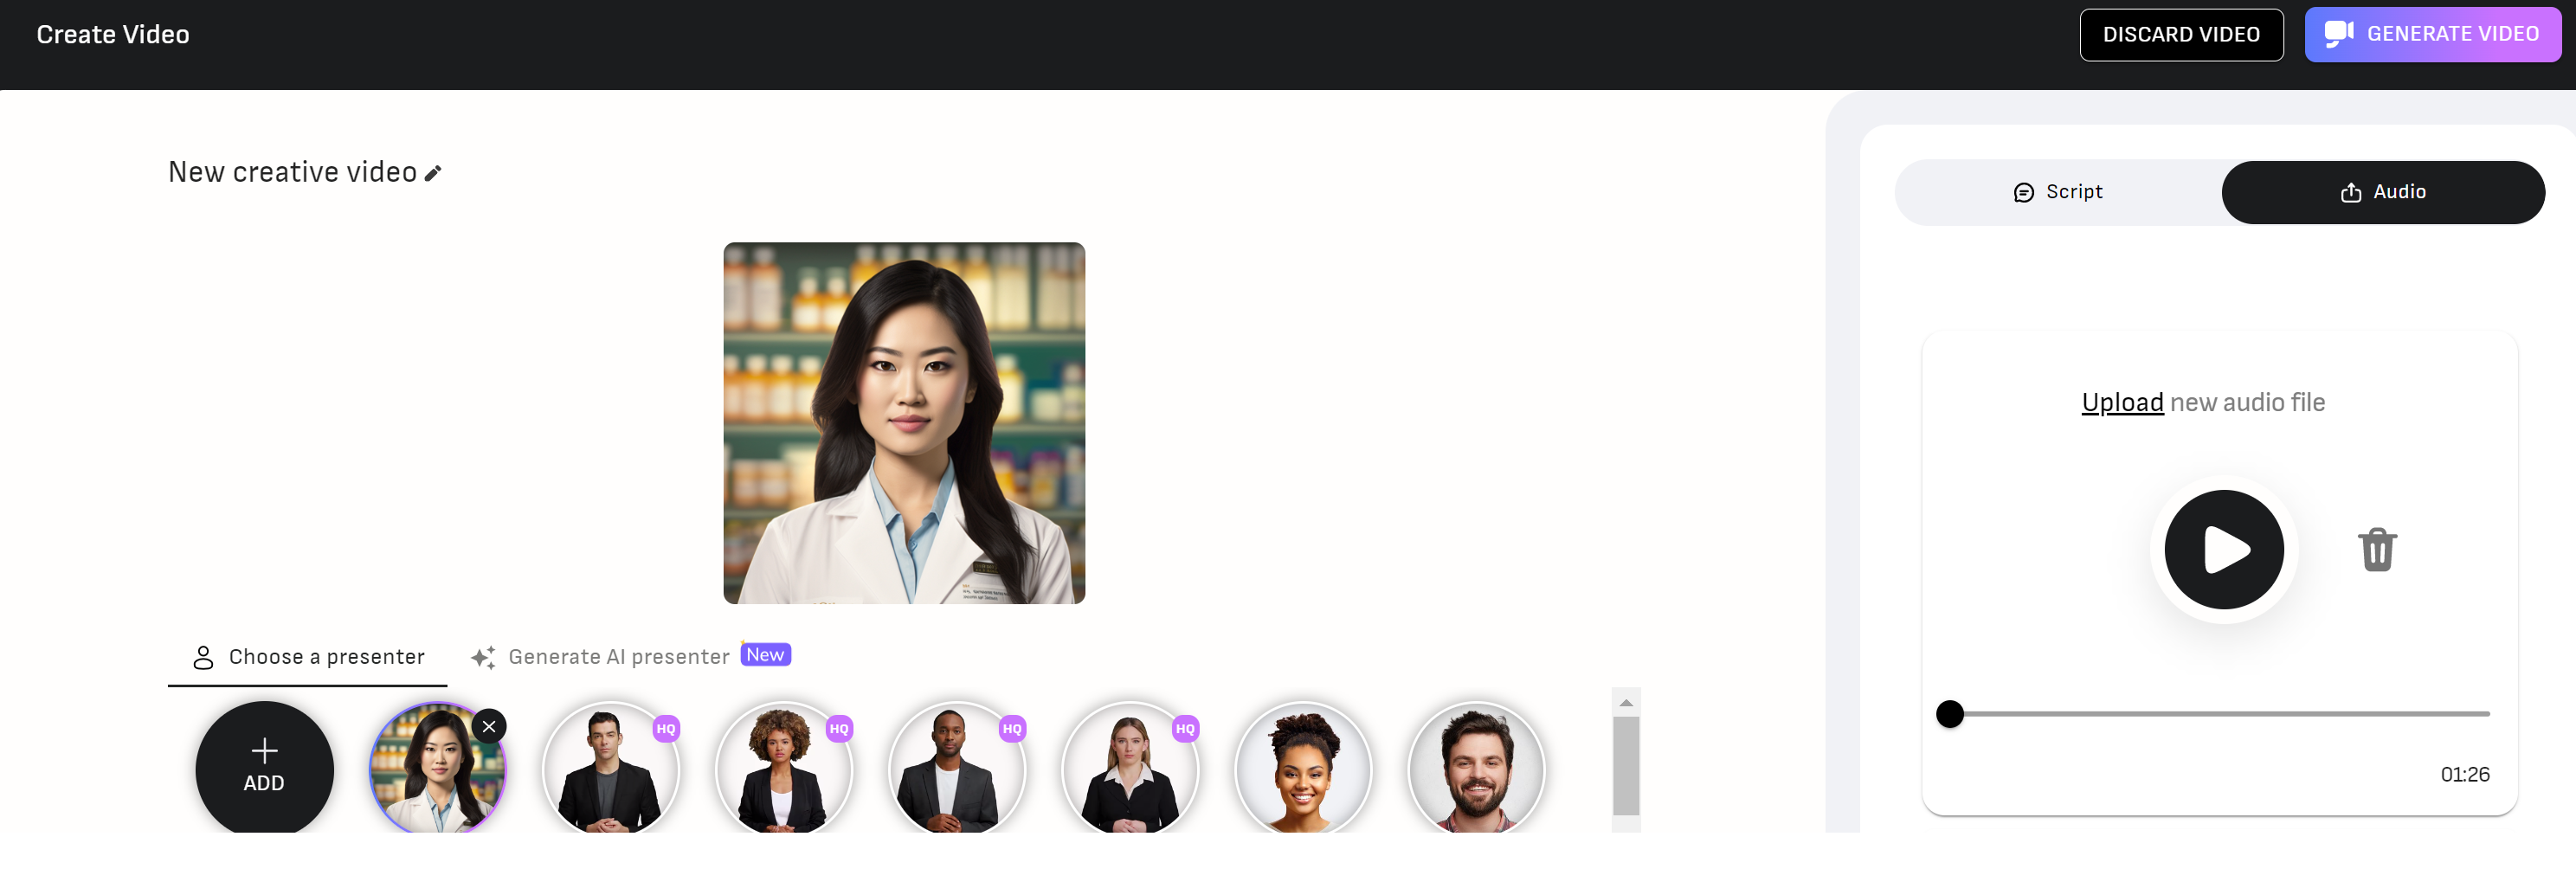 Create Video
DISCARD VIDEO
GENERATE VIDEO
New creative video
Script
Audio
Upload new audio file
Choose a presenter
Generate AI presenter New
ADD
HQ
HQ
HQ
HQ
01:26